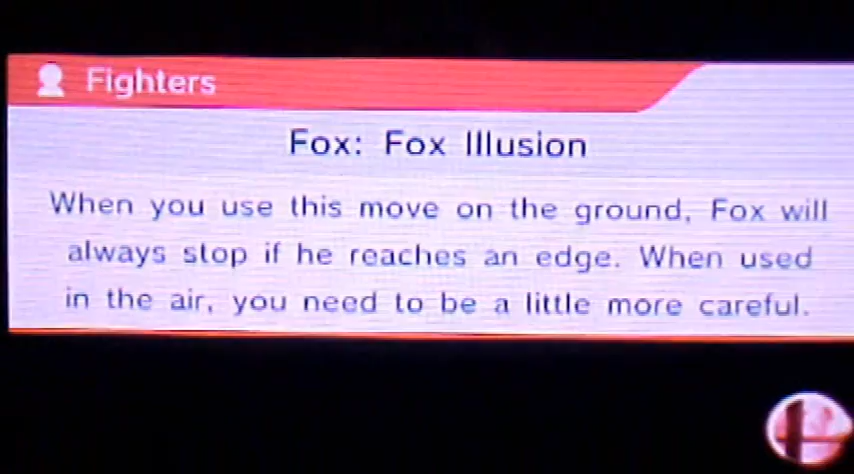 Fighters
Fox: Fox Illusion
When you use this move on the ground, Fox will
always stop if he reaches an edge. When used
in the air, you need to be a little more careful.